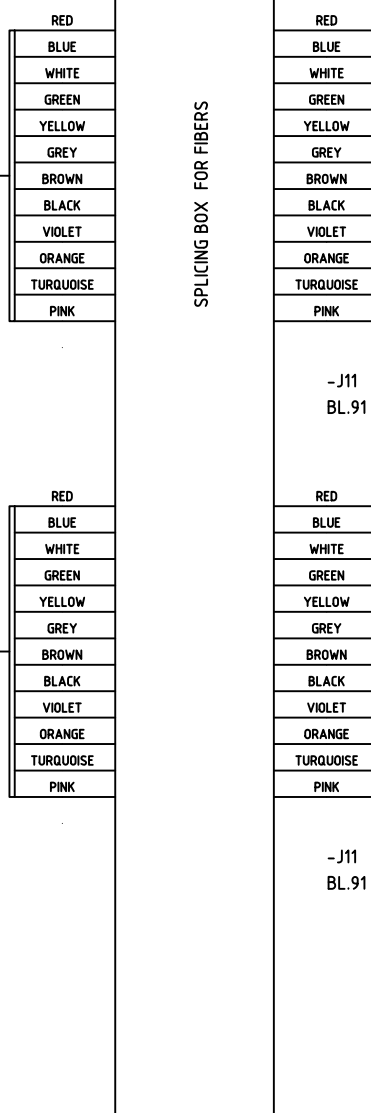 RED
BLUE
WHITE
GREEN
YELLOW
GREY
BROWN
BLACK
VIOLET
ORANGE
TURQUOISE
PINK
SPLICING BOX FOR FIBERS
RED
BLUE
WHITE
GREEN
YELLOW
GREY
BROWN
BLACK
VIOLET
ORANGE
TURQUOISE
PINK
-J11
BL.91
RED
BLUE
WHITE
GREEN
YELLOW
GREY
BROWN
BLACK
VIOLET
ORANGE
TURQUOISE
PINK
RED
BLUE
WHITE
GREEN
YELLOW
GREY
BROWN
BLACK
VIOLET
ORANGE
TURQUOISE
PINK
-J11
BL.91